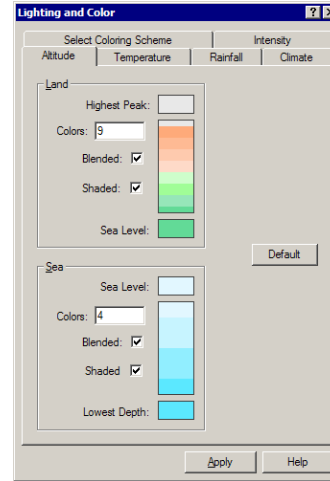 Lighting and Color
Select Coloring Scheme
Intensity
Altitude
Temperature
Rainfall
Climate
Land
Highest Peak:
Colors: 9
Blended:
Shaded:
Sea Level:
Default
Sea
Sea Level:
Colors: 4
Blended:
Shaded
Lowest Depth:
Apply
Help